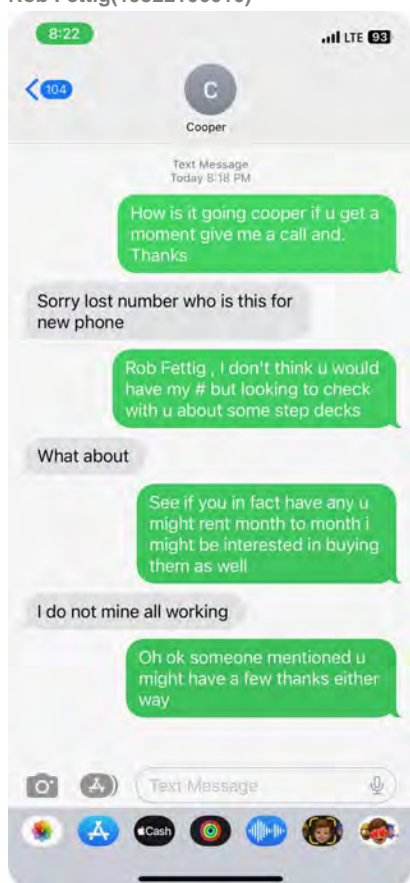 8:22
LTE 93
104
C
Cooper
Text Message
Today 8:18 PM
How is it going cooper if u get a
moment give me a call and.
Thanks
Sorry lost number who is this for
new phone
Rob Fettig , I don't think u would
have my # but looking to check
with u about some step decks
What about
See if you in fact have any u
might rent month to month i
might be interested in buying
them as well
I do not mine all working
Oh ok someone mentioned u
might have a few thanks either
way
Text Message
Cash